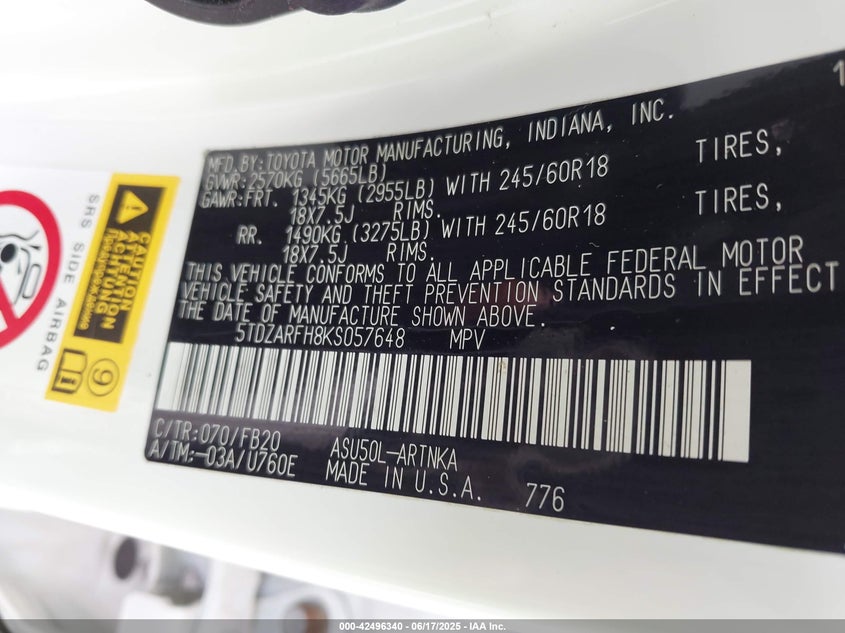 1
MFD.BY:TOYOTA MOTOR MANUFACTURING, INDIANA, INC.
GVWR:2570KG (5665LB)
GAWR:FRT. 1345KG (2955LB) WITH 245/60R18 TIRES,
18X7.5J RIMS.
RR. 1490KG (3275LB) WITH 245/60R18 TIRES,
18X7.5J RIMS.
THIS VEHICLE CONFORMS TO ALL APPLICABLE FEDERAL MOTOR
VEHICLE SAFETY AND THEFT PREVENTION STANDARDS IN EFFECT
THE DATE OF MANUFACTURE SHOWN ABOVE.
5TDZARFH8KS057648 MPV
C/TR:070/FB20 ASU50L-ARTNKA
A/TM:-03A/U760E MADE IN U.S.A. 776
SRS SIDE AIRBAG
CAUTION
ACHTUNG
ATTENTION
9
000-42496340 - 06/17/2025 - IAA Inc.